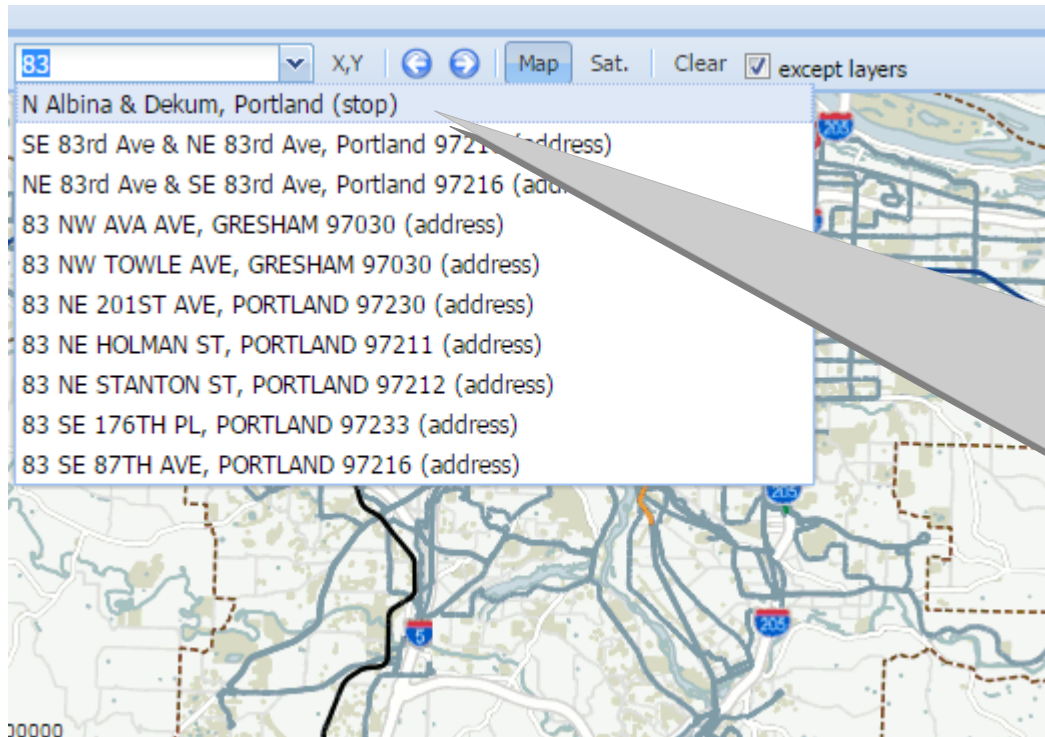 83 X,Y Map Sat. Clear except layers
N Albina & Dekum, Portland (stop)
SE 83rd Ave & NE 83rd Ave, Portland (address)
NE 83rd Ave & SE 83rd Ave, Portland 97216
83 NW AVA AVE, GRESHAM 97030 (address)
83 NW TOWLE AVE, GRESHAM 97030 (address)
83 NE 201ST AVE, PORTLAND 97230 (address)
83 NE HOLMAN ST, PORTLAND 97211 (address)
83 NE STANTON ST, PORTLAND 97212 (address)
83 SE 176TH PL, PORTLAND 97233 (address)
83 SE 87TH AVE, PORTLAND 97216 (address)
205
205
5
205
00000